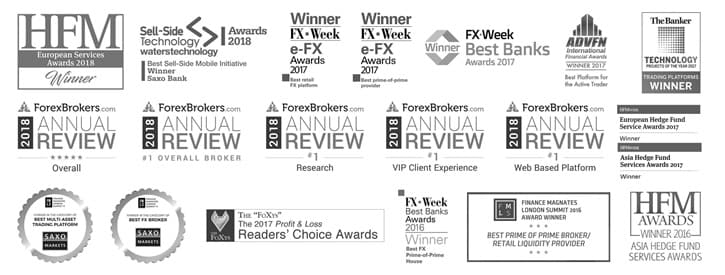 HFM
European Services
Awards 2018
Winner
Sell-Side
Technology
waterstechnology
Awards
2018
Best Sell-Side Mobile Initiative
Winner
Saxo Bank
Winner
FX Week
e-FX
Awards
2017
Best retail
FX platform
Winner
FX Week
e-FX
Awards
2017
Best prime-of-prime
provider
Winner
FX-Week
Best Banks
Awards 2017
ADVFN
International
Financial Awards
WINNER 2017
Best Platform for
the Active Trader
The Banker
TECHNOLOGY
PROJECTS OF THE YEAR 2017
TRADING PLATFORMS
WINNER
ForexBrokers.com
2018 ANNUAL
REVIEW
Overall
ForexBrokers.com
2018 ANNUAL
REVIEW
#1 OVERALL BROKER
ForexBrokers.com
2018 ANNUAL
REVIEW
#1
Research
ForexBrokers.com
2018 ANNUAL
REVIEW
#1
VIP Client Experience
ForexBrokers.com
2018 ANNUAL
REVIEW
#1
Web Based Platform
European Hedge Fund
Service Awards 2017
Winner
Asia Hedge Fund
Services Awards 2017
Winner
WINNER IN THE CATEGORY OF
BEST MULTI-ASSET
TRADING PLATFORM
SAXO
MARKETS
WINNER IN THE CATEGORY OF
BEST FX BROKER
SAXO
MARKETS
FOXYS
THE "FOXYS"
The 2017 Profit & Loss
Readers' Choice Awards
FX Week
Best Banks
Awards
2016
Winner
Best FX
Prime-of-Prime
House
FM
LS
FINANCE MAGNATES
LONDON SUMMIT 2016
AWARD WINNER
BEST PRIME OF PRIME BROKER/
RETAIL LIQUIDITY PROVIDER
HFM
AWARDS
WINNER 2016
ASIA HEDGE FUND
SERVICES AWARDS